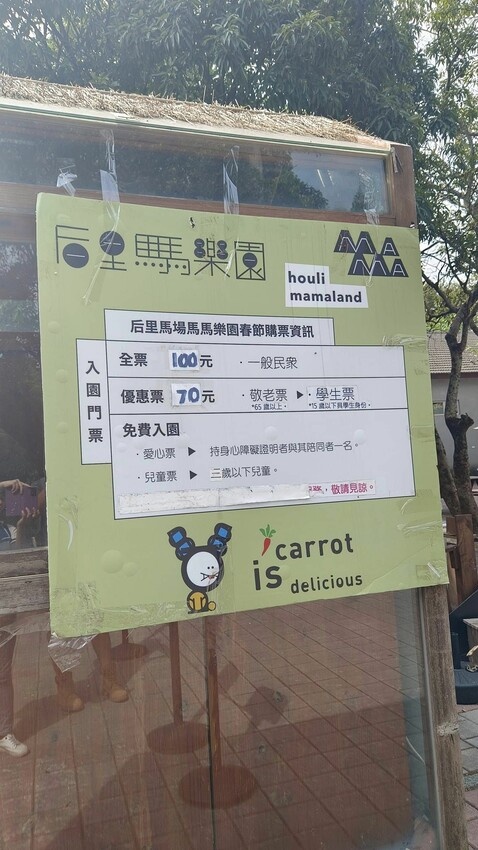 后里馬樂園
MAMA
houli
mamaland
后里馬場馬馬樂園春節購票資訊
入園門票
全票 100元 ·一般民衆
優惠票 70元 ·敬老票 ▶ ·學生票
*65歲以上· *15歲以下具學生身份·
免費入園
·愛心票 ▶ 持身心障礙證明者與其陪同者一名。
·兒童票 ▶ 三歲以下兒童。
，敬請見諒。
carrot
is delicious